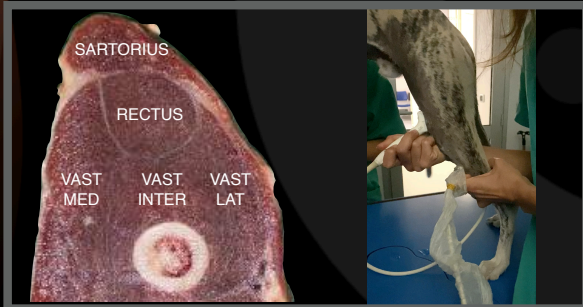 SARTORIUS
RECTUS
VAST
MED
VAST
INTER
VAST
LAT